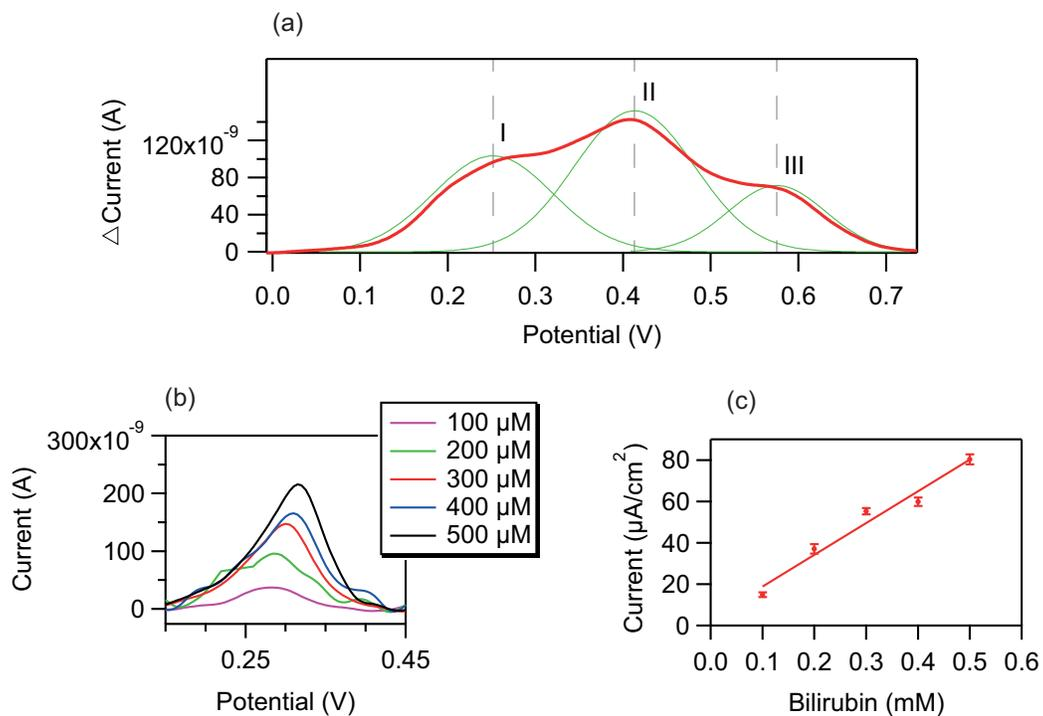 (a)
△Current (A)
120x10⁻⁹
80
40
0
I
II
III
0.0 0.1 0.2 0.3 0.4 0.5 0.6 0.7
Potential (V)
(b)
Current (A)
300x10⁻⁹
200
100
0
0.25 0.45
Potential (V)
100 µM
200 µM
300 µM
400 µM
500 µM
(c)
Current (µA/cm²)
80
60
40
20
0
0.0 0.1 0.2 0.3 0.4 0.5 0.6
Bilirubin (mM)